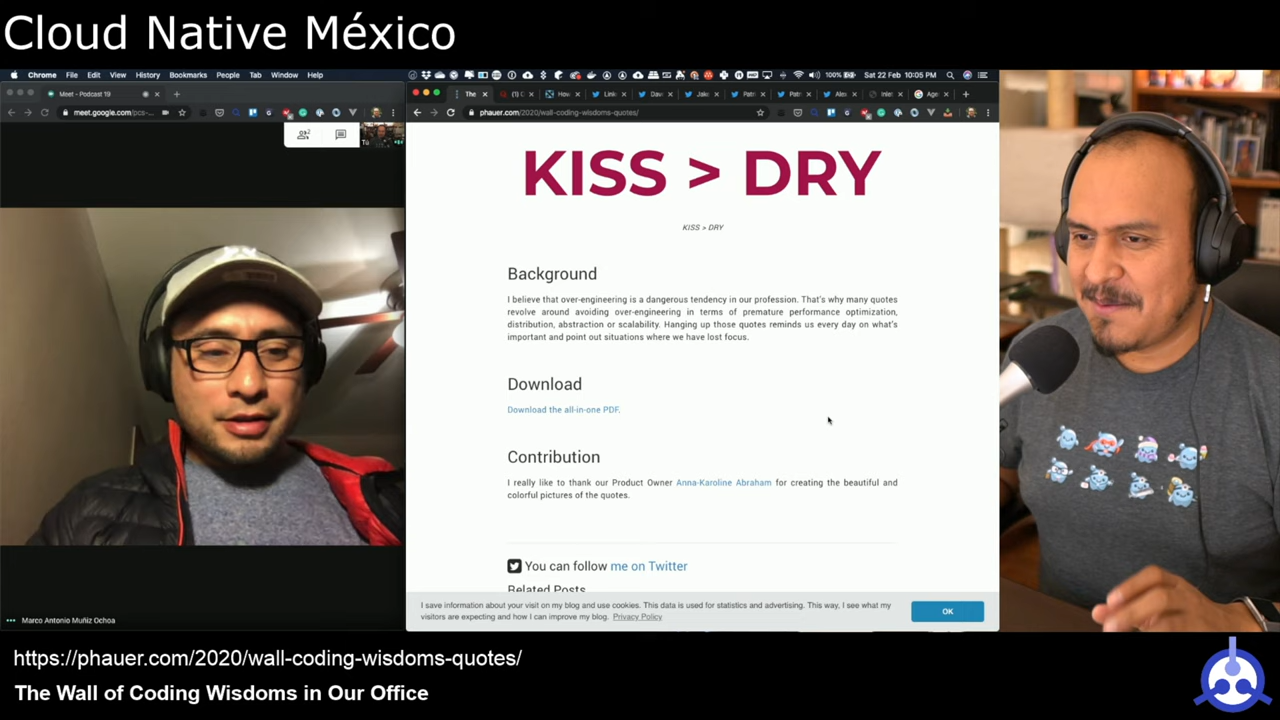 Cloud Native México
Chrome File Edit View History Bookmarks People Tab Window Help
100% Sat 22 Feb 10:05 PM
Meet - Podcast 19
The
meet.google.com/pcs-
phauer.com/2020/wall-coding-wisdoms-quotes/
KISS > DRY
KISS > DRY
Background
I believe that over-engineering is a dangerous tendency in our profession. That's why many quotes
revolve around avoiding over-engineering in terms of premature performance optimization,
distribution, abstraction or scalability. Hanging up those quotes reminds us every day on what's
important and point out situations where we have lost focus.
Download
Download the all-in-one PDF.
Contribution
I really like to thank our Product Owner Anna-Karoline Abraham for creating the beautiful and
colorful pictures of the quotes.
You can follow me on Twitter
Related Posts
I save information about your visit on my blog and use cookies. This data is used for statistics and advertising. This way, I see what my
visitors are expecting and how I can improve my blog. Privacy Policy
OK
Marco Antonio Muñiz Ochoa
https://phauer.com/2020/wall-coding-wisdoms-quotes/
The Wall of Coding Wisdoms in Our Office